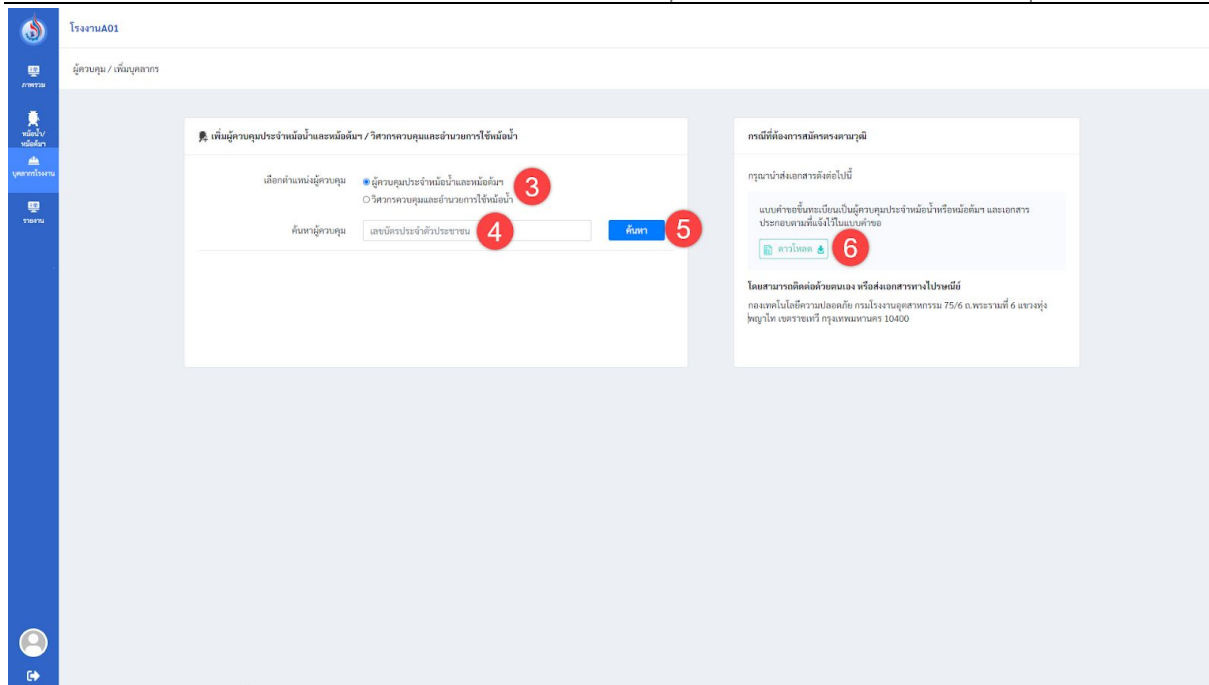 โรงงานA01
ผู้ควบคุม / เพิ่มบุคลากร
ภาพรวม
หม้อน้ำ/
หม้อต้มฯ
บุคลากรโรงงาน
รายงาน
เพิ่มผู้ควบคุมประจำหม้อน้ำและหม้อต้มฯ / วิศวกรควบคุมและอำนวยการใช้หม้อน้ำ
เลือกตำแหน่งผู้ควบคุม
ผู้ควบคุมประจำหม้อน้ำและหม้อต้มฯ
3
วิศวกรควบคุมและอำนวยการใช้หม้อน้ำ
ค้นหาผู้ควบคุม
เลขบัตรประจำตัวประชาชน
4
ค้นหา
5
กรณีที่ต้องการสมัครตรงตามวุฒิ
กรุณานำส่งเอกสารดังต่อไปนี้
แบบคำขอขึ้นทะเบียนเป็นผู้ควบคุมประจำหม้อน้ำหรือหม้อต้มฯ และเอกสาร
ประกอบตามที่แจ้งไว้ในแบบคำขอ
ดาวโหลด
6
โดยสามารถติดต่อด้วยตนเอง หรือส่งเอกสารทางไปรษณีย์
กองเทคโนโลยีความปลอดภัย กรมโรงงานอุตสาหกรรม 75/6 ถ.พระรามที่ 6 แขวงทุ่ง
พญาไท เขตราชเทวี กรุงเทพมหานคร 10400